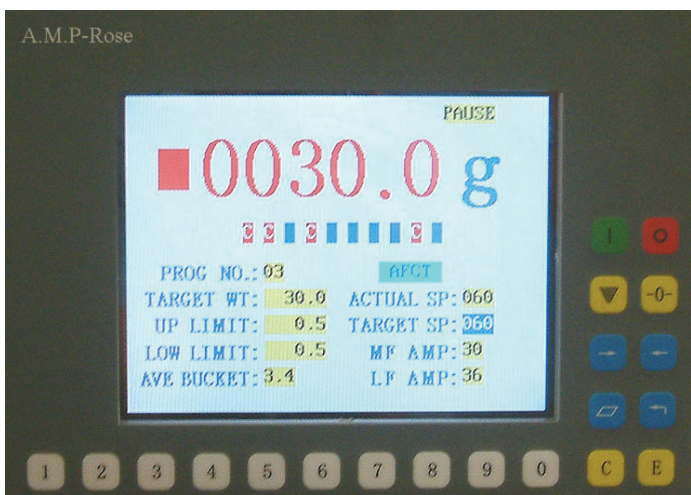 A.M.P-Rose
PAUSE
0030.0 g
C C C C
PROG NO.: 03 AFCT
TARGET WT: 30.0 ACTUAL SP: 060
UP LIMIT: 0.5 TARGET SP: 060
LOW LIMIT: 0.5 MF AMP: 30
AVE BUCKET: 3.4 LF AMP: 36
I O
-0-
1 2 3 4 5 6 7 8 9 0 C E